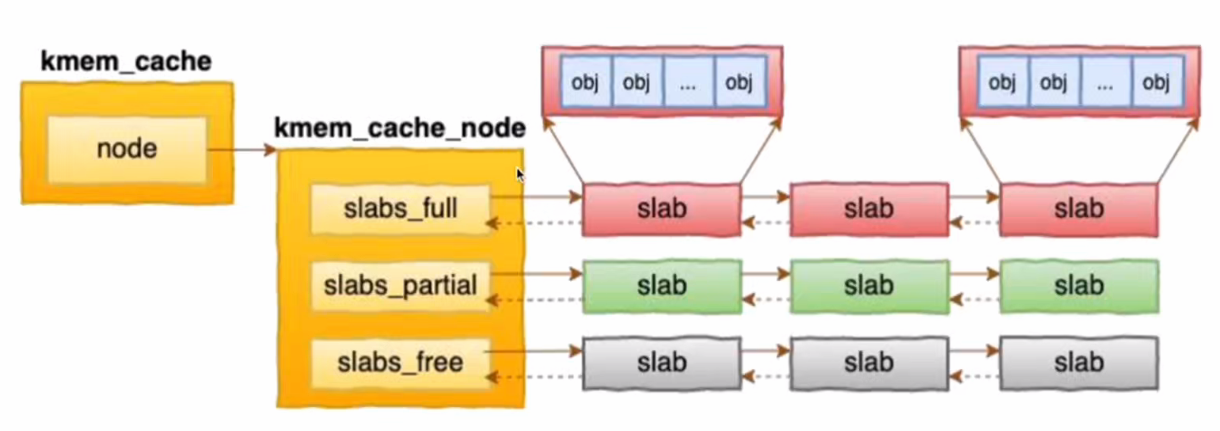 kmem_cache
node
kmem_cache_node
obj obj ... obj
obj obj ... obj
slabs_full slab slab slab
slabs_partial slab slab slab
slabs_free slab slab slab